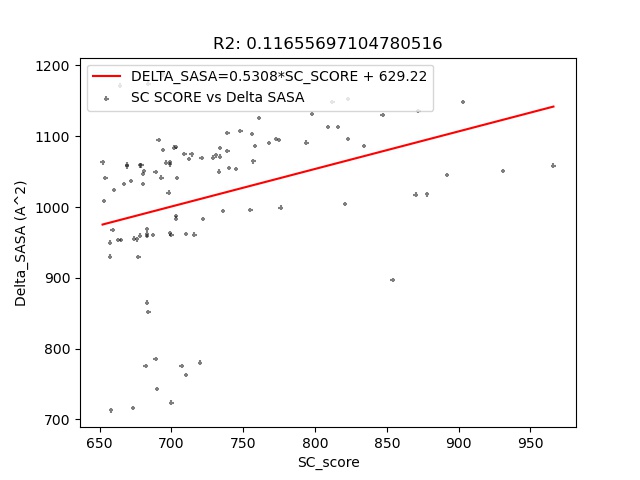 R2: 0.11655697104780516
DELTA_SASA=0.5308*SC_SCORE + 629.22
SC SCORE vs Delta SASA
1200
1100
1000
900
800
700
Delta_SASA (A^2)
650 700 750 800 850 900 950
SC_score